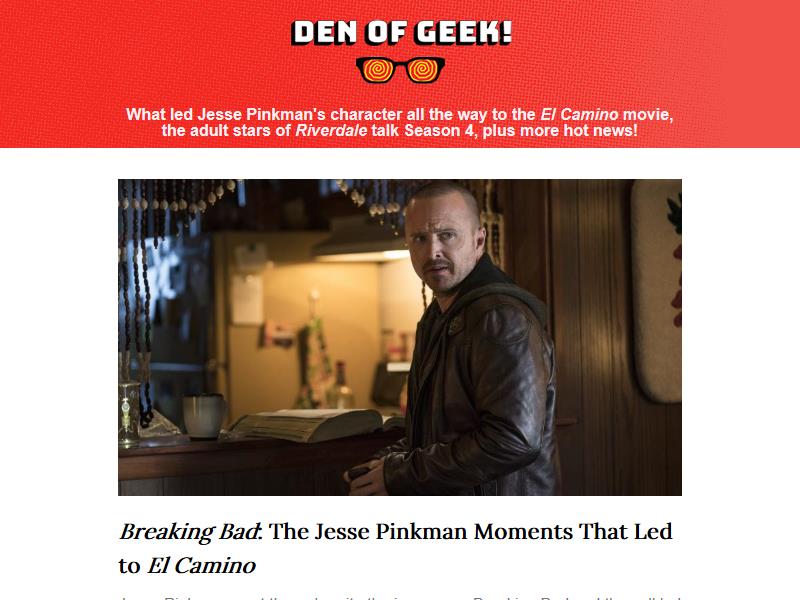 DEN OF GEEK!
What led Jesse Pinkman's character all the way to the El Camino movie,
the adult stars of Riverdale talk Season 4, plus more hot news!
Breaking Bad: The Jesse Pinkman Moments That Led
to El Camino